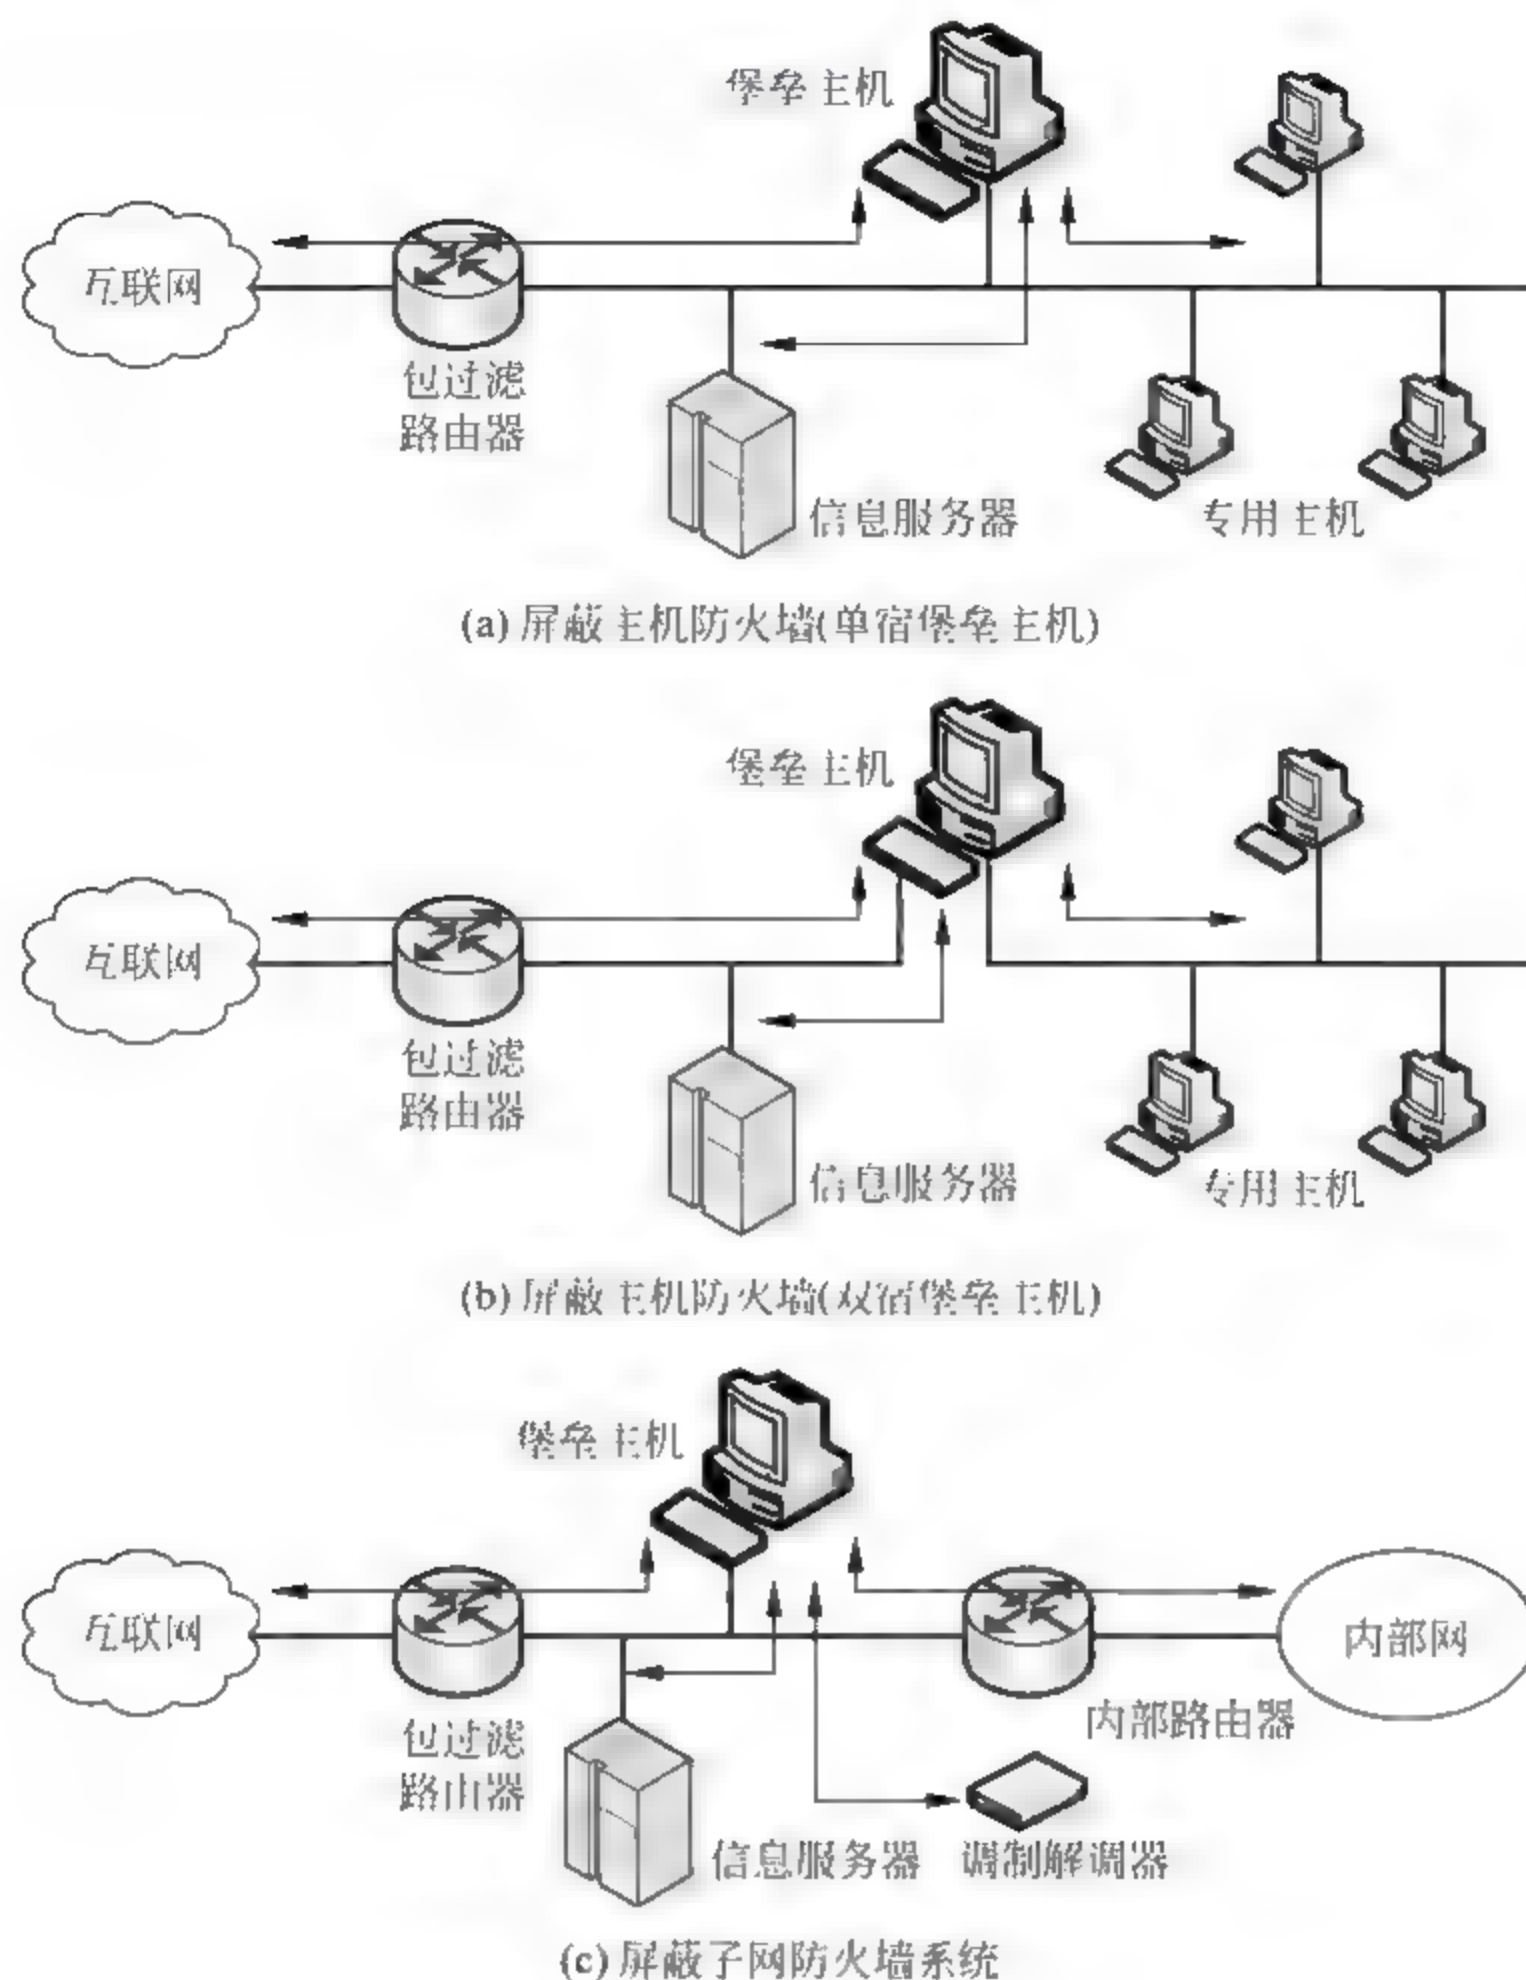 堡垒主机
互联网
包过滤
路由器
信息服务器
专用主机
(a) 屏蔽主机防火墙(单宿堡垒主机)
堡垒主机
互联网
包过滤
路由器
信息服务器
专用主机
(b) 屏蔽主机防火墙(双宿堡垒主机)
堡垒主机
互联网
内部网
包过滤
路由器
内部路由器
信息服务器
调制解调器
(c) 屏蔽子网防火墙系统